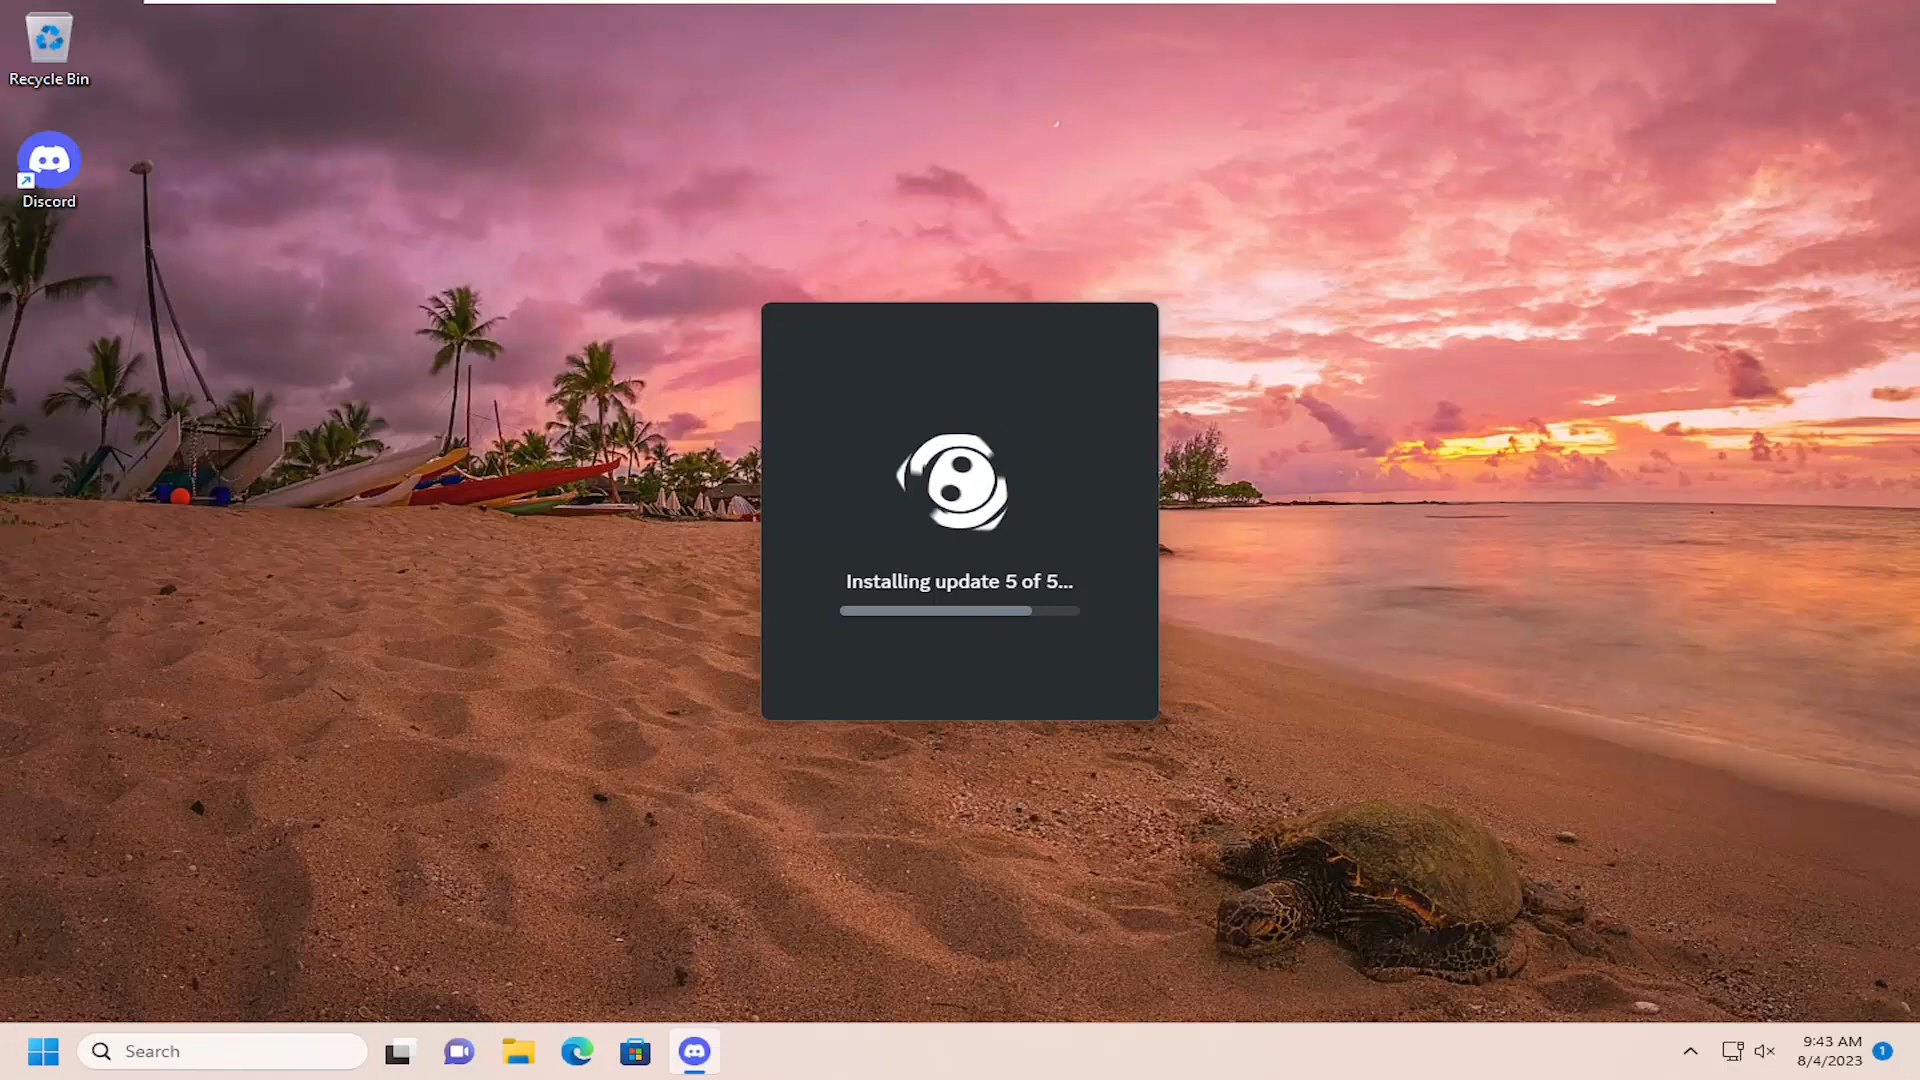 Recycle Bin
Discord
Installing update 5 of 5...
Search
9:43 AM
8/4/2023
1